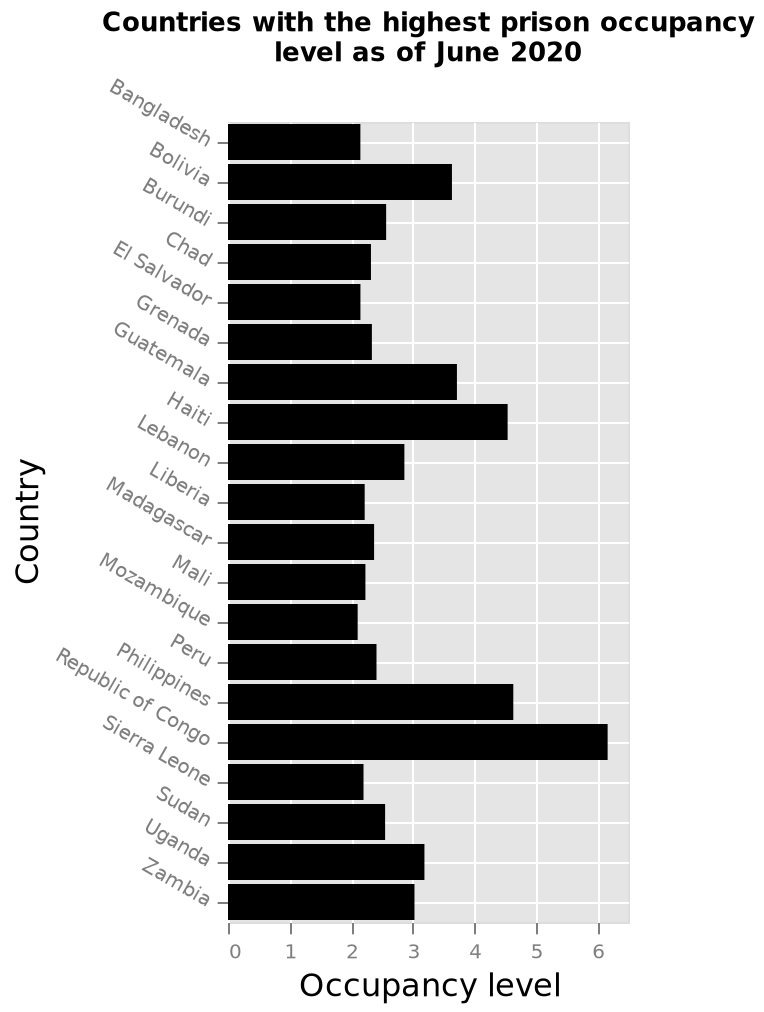 Countries with the highest prison occupancy
level as of June 2020
Bangladesh
Bolivia
Burundi
Chad
El Salvador
Grenada
Guatemala
Haiti
Lebanon
Liberia
Madagascar
Mali
Mozambique
Peru
Philippines
Republic of Congo
Sierra Leone
Sudan
Uganda
Zambia
Country
0 1 2 3 4 5 6
Occupancy level